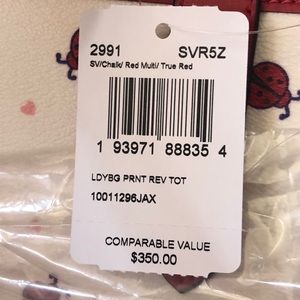 2991 SVR5Z
SV/Chalk/ Red Multi/ True Red
1 93971 88835 4
LDYBG PRNT REV TOT
10011296JAX
COMPARABLE VALUE
$350.00